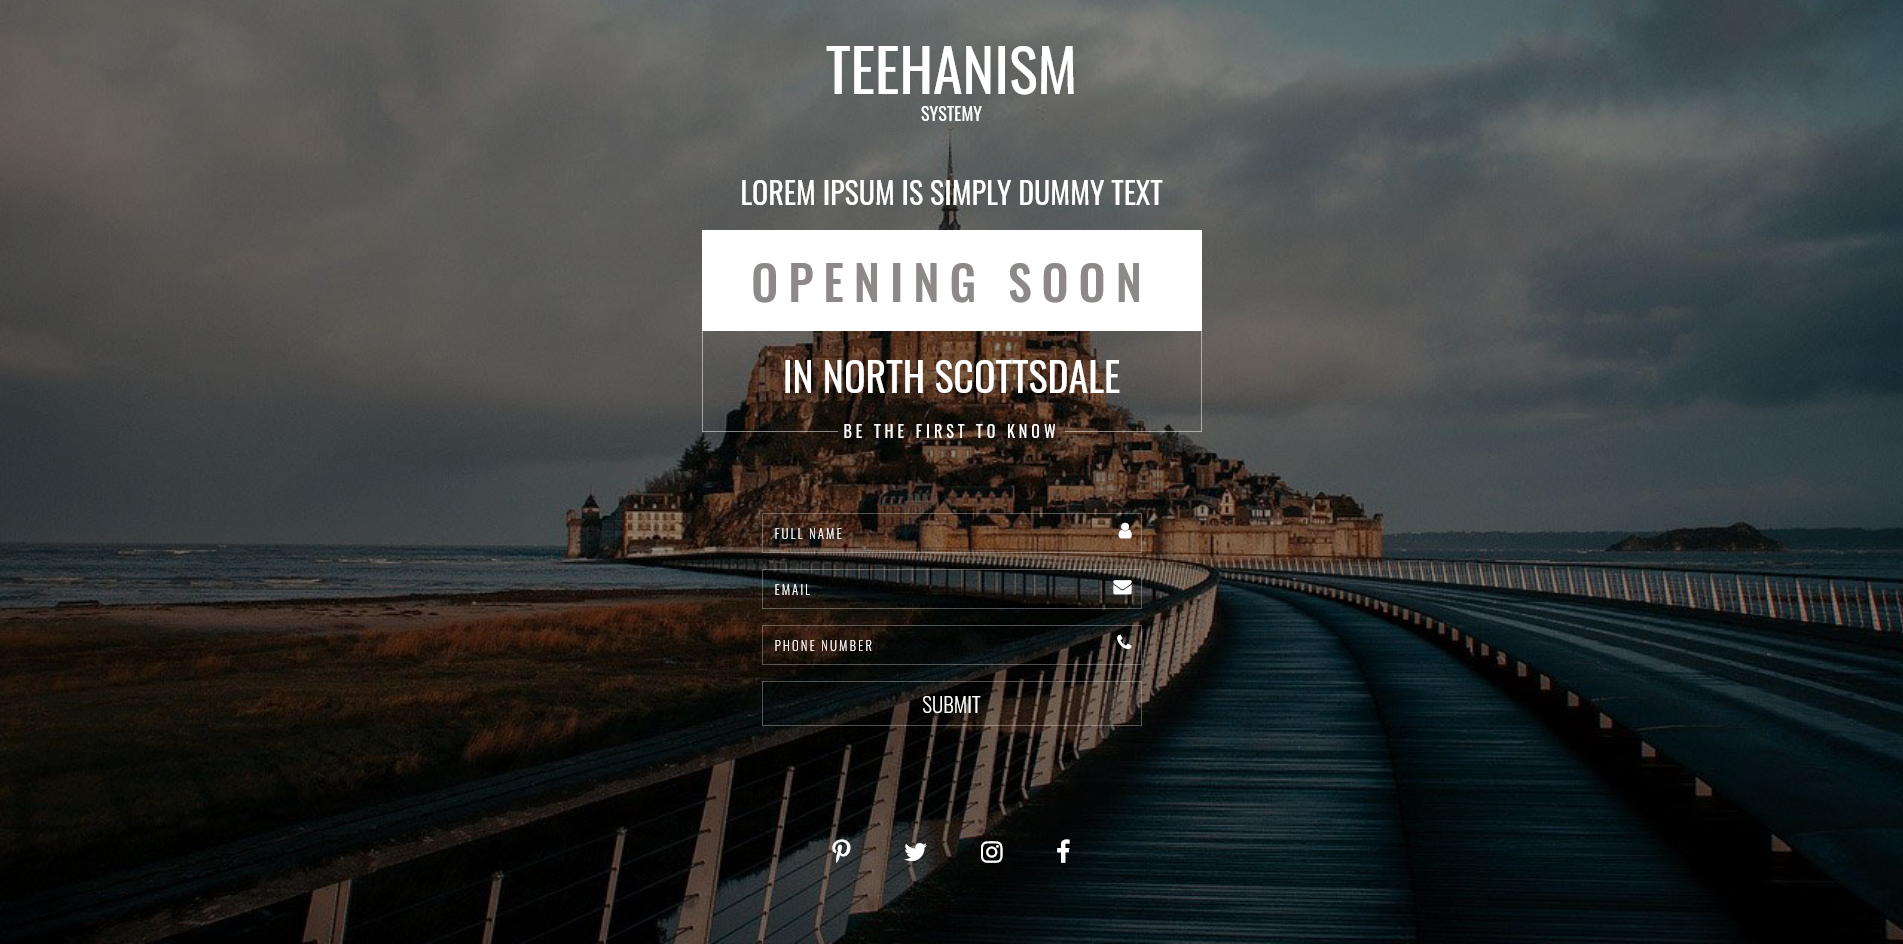 TEEHANISM
SYSTEMY
LOREM IPSUM IS SIMPLY DUMMY TEXT
OPENING SOON
IN NORTH SCOTTSDALE
BE THE FIRST TO KNOW
FULL NAME
EMAIL
PHONE NUMBER
SUBMIT